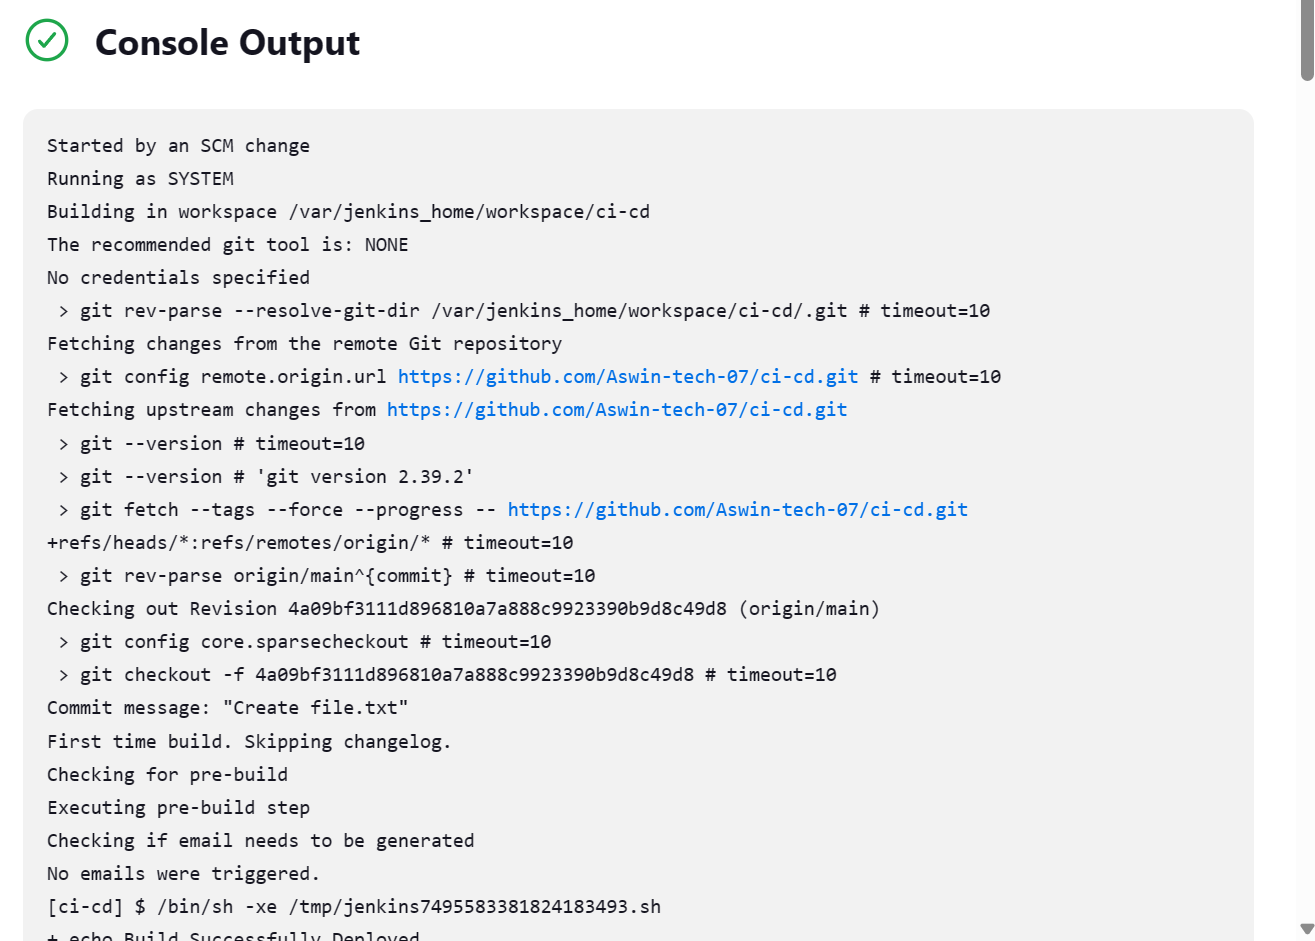 Console Output
Started by an SCM change
Running as SYSTEM
Building in workspace /var/jenkins_home/workspace/ci-cd
The recommended git tool is: NONE
No credentials specified
 > git rev-parse --resolve-git-dir /var/jenkins_home/workspace/ci-cd/.git # timeout=10
Fetching changes from the remote Git repository
 > git config remote.origin.url https://github.com/Aswin-tech-07/ci-cd.git # timeout=10
Fetching upstream changes from https://github.com/Aswin-tech-07/ci-cd.git
 > git --version # timeout=10
 > git --version # 'git version 2.39.2'
 > git fetch --tags --force --progress -- https://github.com/Aswin-tech-07/ci-cd.git
+refs/heads/*:refs/remotes/origin/* # timeout=10
 > git rev-parse origin/main^{commit} # timeout=10
Checking out Revision 4a09bf3111d896810a7a888c9923390b9d8c49d8 (origin/main)
 > git config core.sparsecheckout # timeout=10
 > git checkout -f 4a09bf3111d896810a7a888c9923390b9d8c49d8 # timeout=10
Commit message: "Create file.txt"
First time build. Skipping changelog.
Checking for pre-build
Executing pre-build step
Checking if email needs to be generated
No emails were triggered.
[ci-cd] $ /bin/sh -xe /tmp/jenkins7495583381824183493.sh
+ echo Build Successfully Deployed